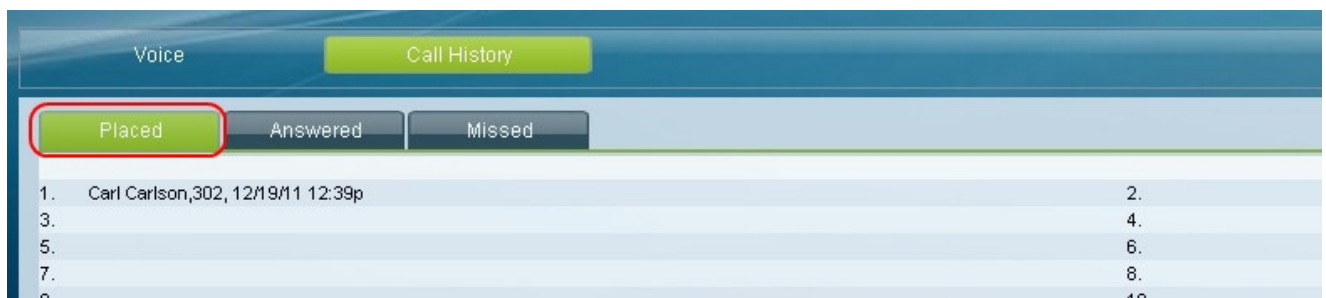 Voice Call History
Placed Answered Missed
1. Carl Carlson,302, 12/19/11 12:39p 2.
3. 4.
5. 6.
7. 8.